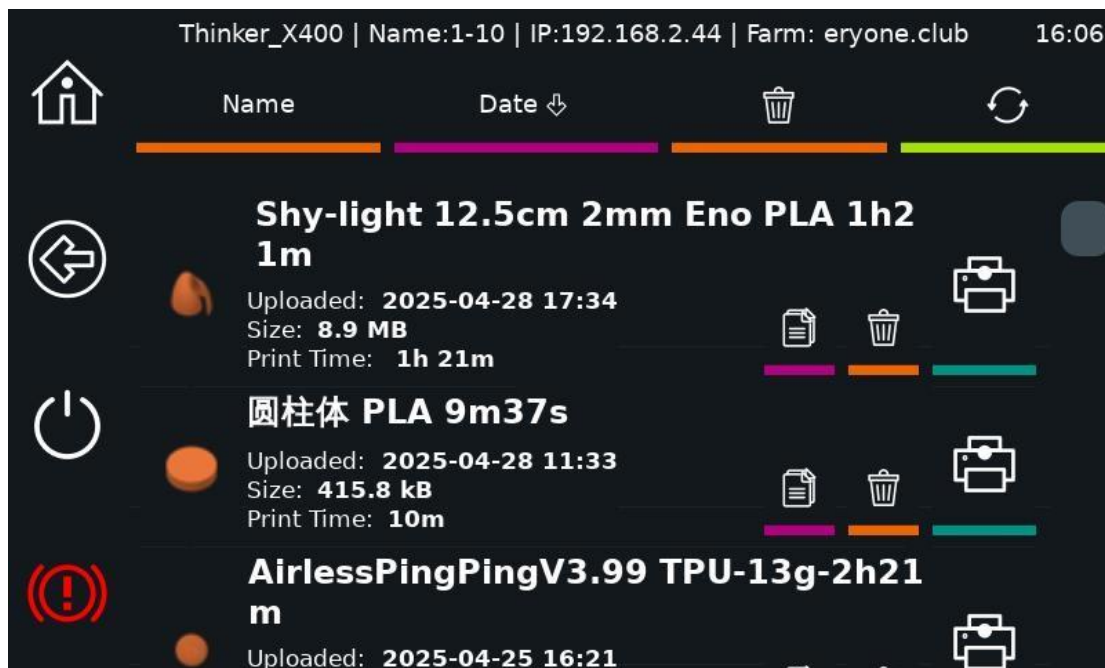 Thinker_X400 | Name:1-10 | IP:192.168.2.44 | Farm: eryone.club 16:06
Name Date
Shy-light 12.5cm 2mm Eno PLA 1h2
1m
Uploaded: 2025-04-28 17:34
Size: 8.9 MB
Print Time: 1h 21m
圆柱体 PLA 9m37s
Uploaded: 2025-04-28 11:33
Size: 415.8 kB
Print Time: 10m
AirlessPingPingV3.99 TPU-13g-2h21
m
Uploaded: 2025-04-25 16:21